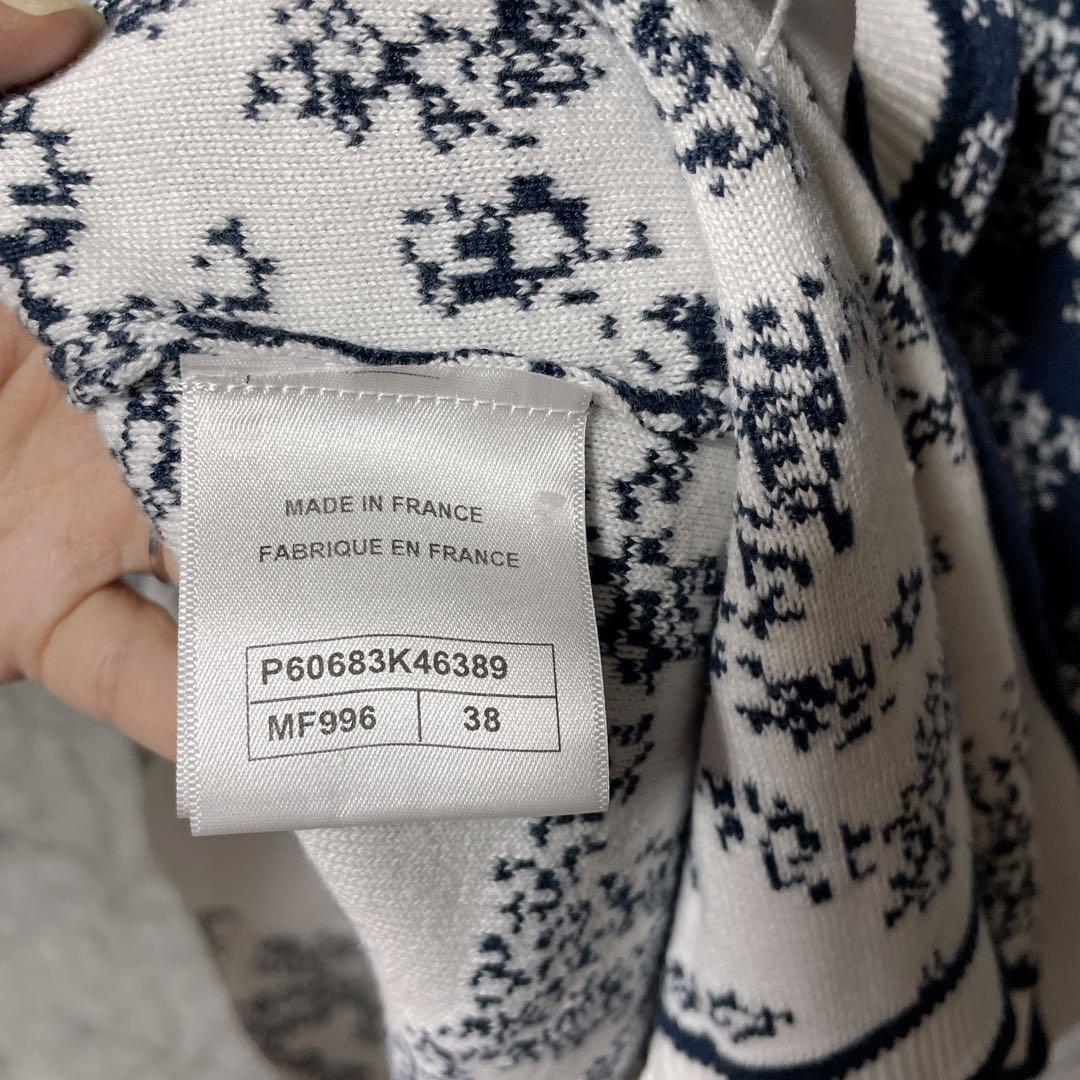 MADE IN FRANCE
FABRIQUE EN FRANCE
P60683K46389
MF996 38